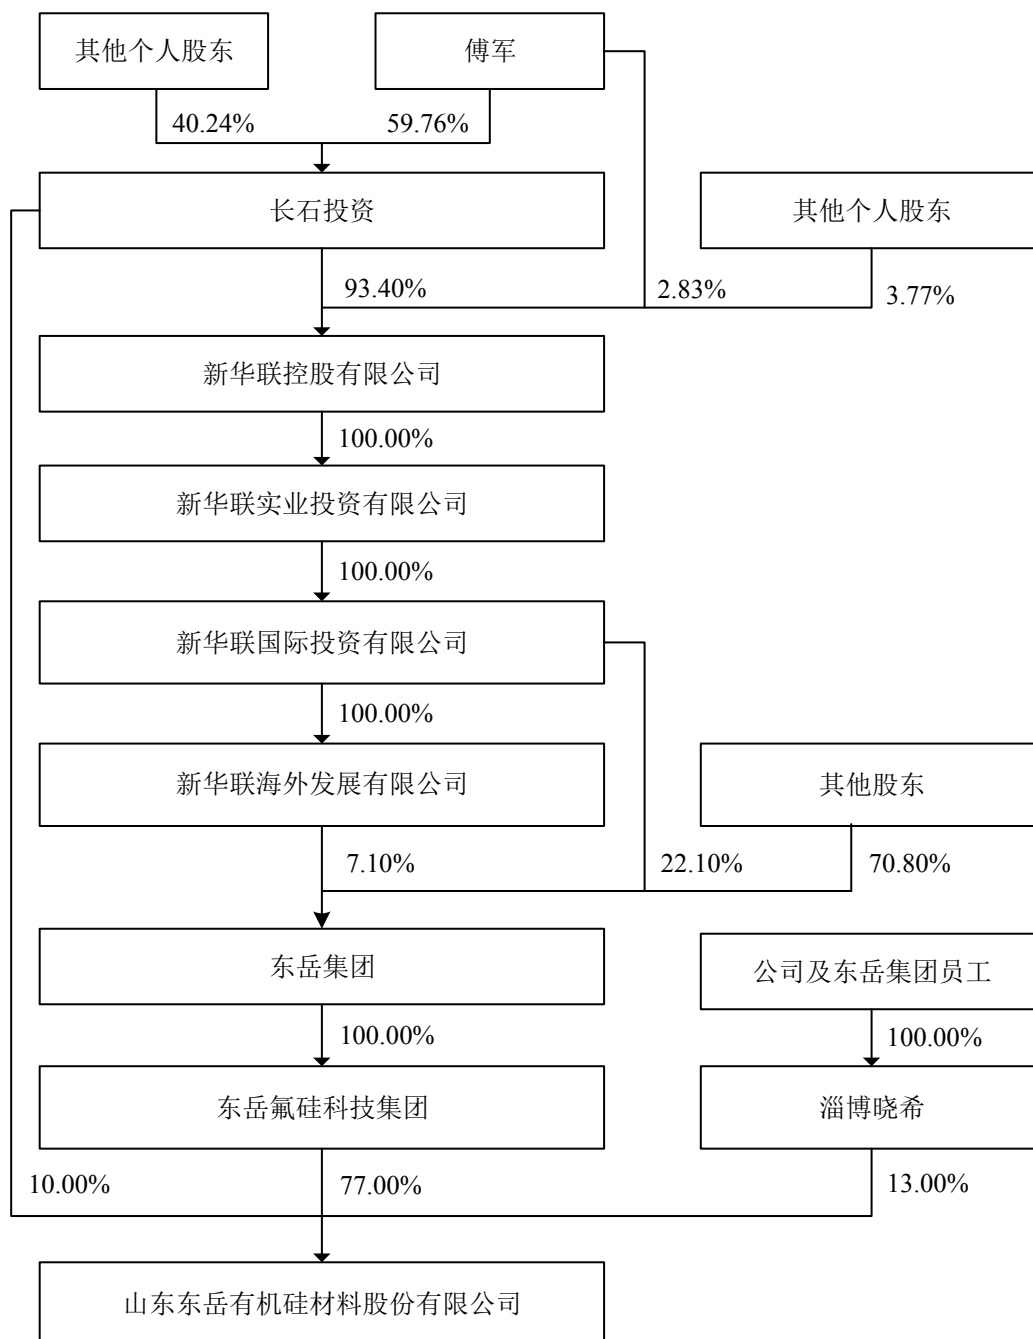 其他个人股东
傅军
40.24%
59.76%
长石投资
其他个人股东
93.40%
2.83%
3.77%
新华联控股有限公司
100.00%
新华联实业投资有限公司
100.00%
新华联国际投资有限公司
100.00%
新华联海外发展有限公司
其他股东
7.10%
22.10%
70.80%
东岳集团
公司及东岳集团员工
100.00%
100.00%
东岳氟硅科技集团
淄博晓希
10.00%
77.00%
13.00%
山东东岳有机硅材料股份有限公司